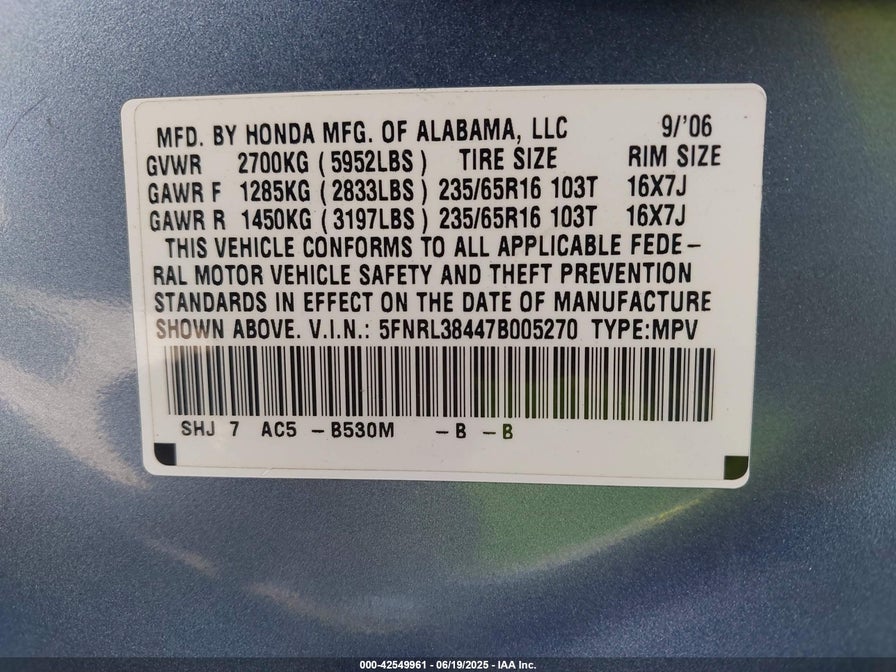 MFD. BY HONDA MFG. OF ALABAMA, LLC 9/'06
GVWR 2700KG ( 5952LBS ) TIRE SIZE RIM SIZE
GAWR F 1285KG ( 2833LBS ) 235/65R16 103T 16X7J
GAWR R 1450KG ( 3197LBS ) 235/65R16 103T 16X7J
THIS VEHICLE CONFORMS TO ALL APPLICABLE FEDE-
RAL MOTOR VEHICLE SAFETY AND THEFT PREVENTION
STANDARDS IN EFFECT ON THE DATE OF MANUFACTURE
SHOWN ABOVE. V.I.N.: 5FNRL38447B005270 TYPE:MPV
SHJ 7 AC5 -B530M -B -B
000-42549961 - 06/19/2025 - IAA Inc.